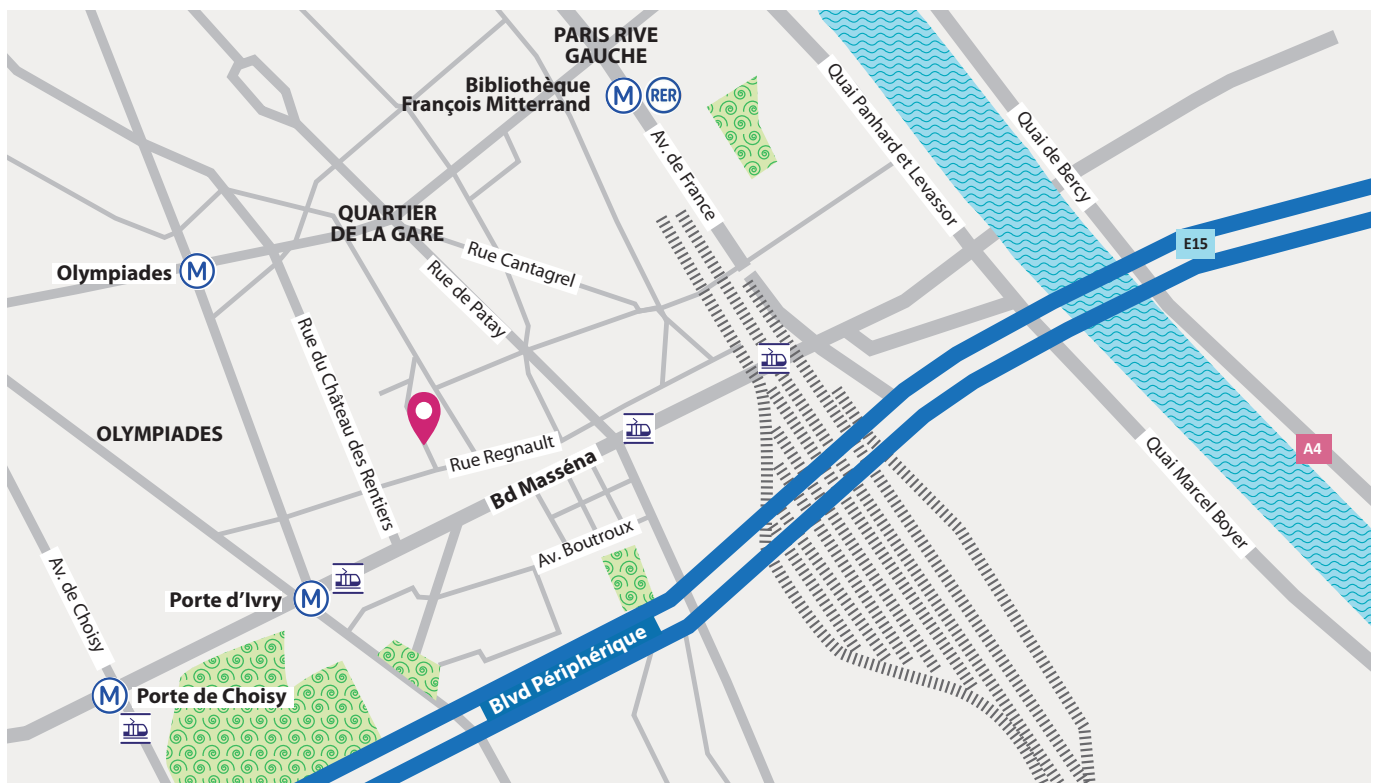 PARIS RIVE
GAUCHE
Bibliothèque
François Mitterrand
M
RER
Quai Panhard et Levassor
Quai de Bercy
Av. de France
QUARTIER
DE LA GARE
Rue Cantagrel
E15
Olympiades
M
Rue de Patay
Rue du Château des Rentiers
OLYMPIADES
Rue Regnault
Bd Masséna
A4
Quai Marcel Boyer
Av. Boutroux
Av. de Choisy
Porte d'Ivry
M
Blvd Périphérique
M
Porte de Choisy